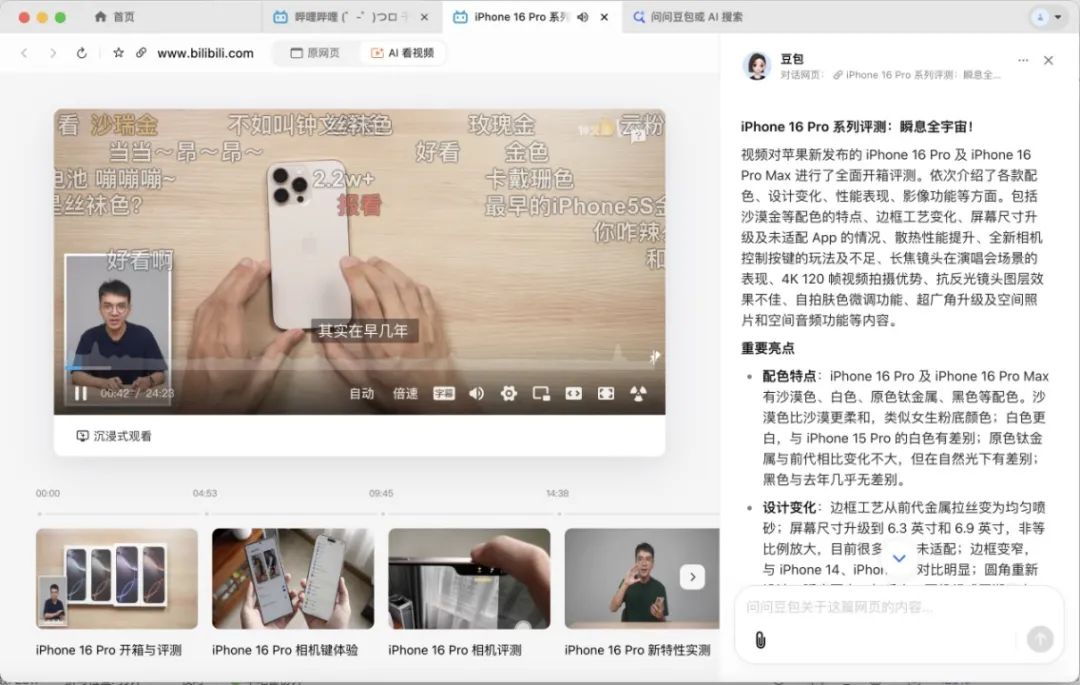 首页
哔哩哔哩 (゜-゜)つロ 干
iPhone 16 Pro 系列
问问豆包或 AI 搜索
www.bilibili.com
原网页
AI 看视频
看 沙瑞金
不如叫钟文
丝袜色
玫瑰金
云粉
当当～昂～昂～
好看
金色
电池 嘣嘣嘣~
2.2w+
卡戴珊色
是丝袜色?
报看
最早的iPhone5S金
你咋辣
好看啊
和
其实在早几年
00:42 / 24:23
自动
倍速
字幕
沉浸式观看
00:00
04:53
09:45
14:38
iPhone 16 Pro 开箱与评测
iPhone 16 Pro 相机键体验
iPhone 16 Pro 相机评测
iPhone 16 Pro 新特性实测
豆包
对话网页：
iPhone 16 Pro 系列评测：瞬息全...
iPhone 16 Pro 系列评测：瞬息全宇宙！
视频对苹果新发布的 iPhone 16 Pro 及 iPhone 16
Pro Max 进行了全面开箱评测。依次介绍了各款配
色、设计变化、性能表现、影像功能等方面。包括
沙漠金等配色的特点、边框工艺变化、屏幕尺寸升
级及未适配 App 的情况、散热性能提升、全新相机
控制按键的玩法及不足、长焦镜头在演唱会场景的
表现、4K 120 帧视频拍摄优势、抗反光镜头图层效
果不佳、自拍肤色微调功能、超广角升级及空间照
片和空间音频功能等内容。
重要亮点
配色特点：iPhone 16 Pro 及 iPhone 16 Pro Max
有沙漠色、白色、原色钛金属、黑色等配色。沙
漠色比沙漠更柔和，类似女生粉底颜色；白色更
白，与 iPhone 15 Pro 的白色有差别；原色钛金
属与前代相比变化不大，但在自然光下有差别；
黑色与去年几乎无差别。
设计变化：边框工艺从前代金属拉丝变为均匀喷
砂；屏幕尺寸升级到 6.3 英寸和 6.9 英寸，非等
比例放大，目前很多 未适配；边框变窄，
与 iPhone 14、iPhon 对比明显；圆角重新
问问豆包关于这篇网页的内容...